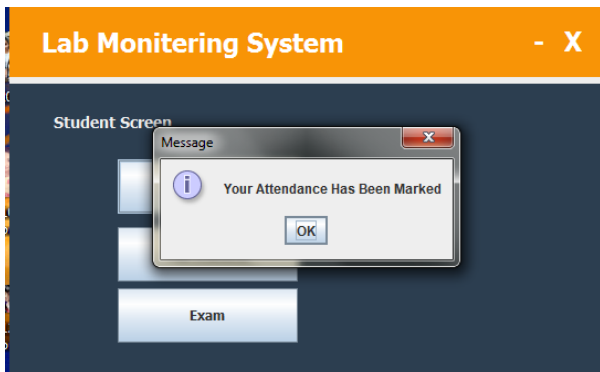 Lab Monitering System - X
Student Screen
Message
Your Attendance Has Been Marked
OK
Exam